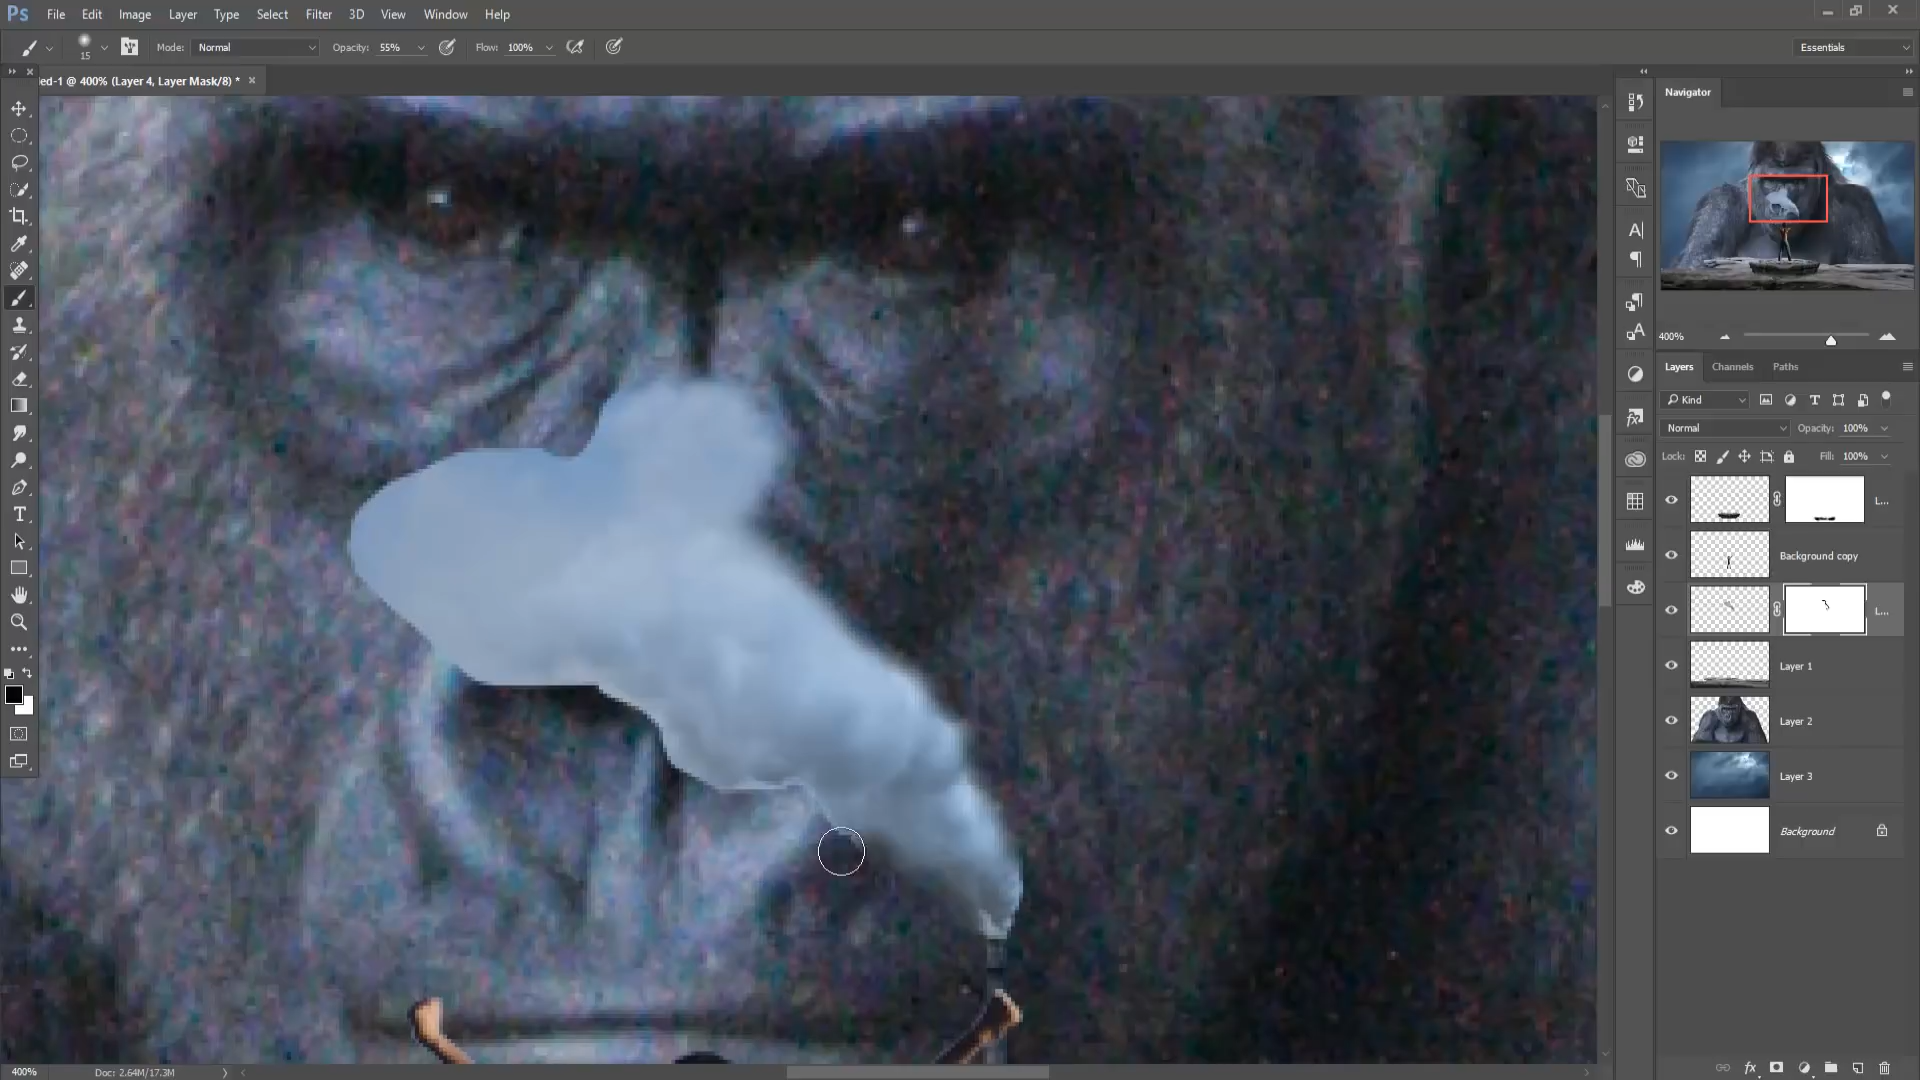 Ps File Edit Image Layer Type Select Filter 3D View Window Help
15 Mode: Normal Opacity: 55% Flow: 100% Essentials
ed-1 @ 400% (Layer 4, Layer Mask/8) *
Navigator
400%
Layers Channels Paths
Kind
Normal Opacity: 100%
Lock: Fill: 100%
L...
Background copy
L...
Layer 1
Layer 2
Layer 3
Background
400% Doc: 2.64M/17.3M